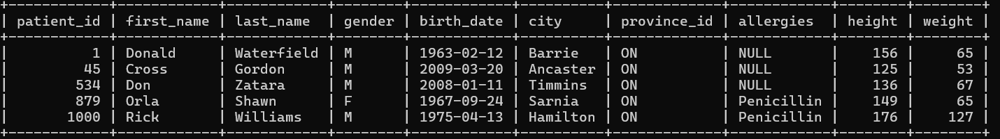 +------------+------------+------------+--------+------------+----------+-------------+------------+--------+--------+
| patient_id | first_name | last_name  | gender | birth_date | city     | province_id | allergies  | height | weight |
+------------+------------+------------+--------+------------+----------+-------------+------------+--------+--------+
|          1 | Donald     | Waterfield | M      | 1963-02-12 | Barrie   | ON          | NULL       |    156 |     65 |
|         45 | Cross      | Gordon     | M      | 2009-03-20 | Ancaster | ON          | NULL       |    125 |     53 |
|        534 | Don        | Zatara     | M      | 2008-01-11 | Timmins  | ON          | NULL       |    136 |     67 |
|        879 | Orla       | Shawn      | F      | 1967-09-24 | Sarnia   | ON          | Penicillin |    149 |     65 |
|       1000 | Rick       | Williams   | M      | 1975-04-13 | Hamilton | ON          | Penicillin |    176 |    127 |
+------------+------------+------------+--------+------------+----------+-------------+------------+--------+--------+